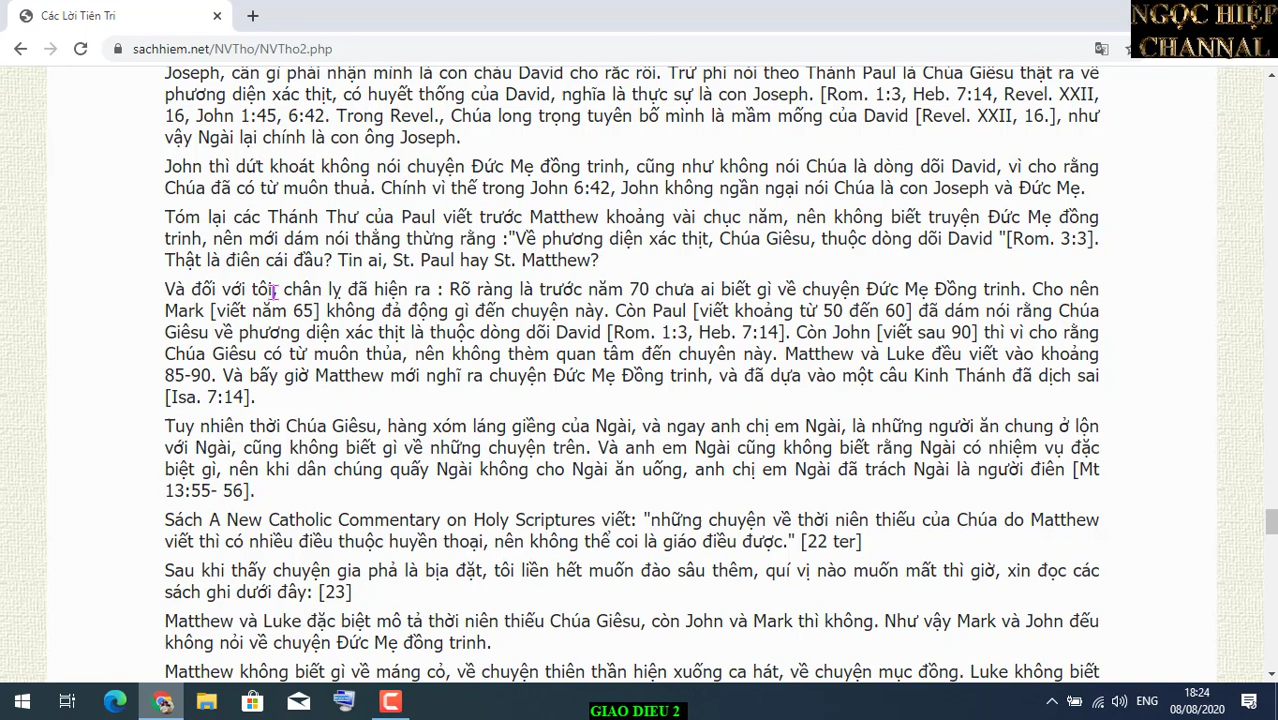 Các Lời Tiên Tri
NGỌC HIỆP
CHANNAL
sachhiem.net/NVTho/NVTho2.php
Joseph, cần gì phải nhận mình là con cháu David cho rắc rối. Trừ phi nói theo Thánh Paul là Chúa Giêsu thật ra về
phương diện xác thịt, có huyết thống của David, nghĩa là thực sự là con Joseph. [Rom. 1:3, Heb. 7:14, Revel. XXII,
16, John 1:45, 6:42. Trong Revel., Chúa long trọng tuyên bố mình là mầm mống của David [Revel. XXII, 16.], như
vậy Ngài lại chính là con ông Joseph.
John thì dứt khoát không nói chuyện Đức Mẹ đồng trinh, cũng như không nói Chúa là dòng dõi David, vì cho rằng
Chúa đã có từ muôn thuả. Chính vì thế trong John 6:42, John không ngần ngại nói Chúa là con Joseph và Đức Mẹ.
Tóm lại các Thánh Thư của Paul viết trước Matthew khoảng vài chục năm, nên không biết truyện Đức Mẹ đồng
trinh, nên mới dám nói thẳng thừng rằng :"Về phương diện xác thịt, Chúa Giêsu, thuộc dòng dõi David "[Rom. 3:3].
Thật là điên cái đầu? Tin ai, St. Paul hay St. Matthew?
Và đối với tôi, chân lý đã hiện ra : Rõ ràng là trước năm 70 chưa ai biết gì về chuyện Đức Mẹ Đồng trinh. Cho nên
Mark [viết năm 65] không đả động gì đến chuyện này. Còn Paul [viết khoảng từ 50 đến 60] đã dám nói rằng Chúa
Giêsu về phương diện xác thịt là thuộc dòng dõi David [Rom. 1:3, Heb. 7:14]. Còn John [viết sau 90] thì vì cho rằng
Chúa Giêsu có từ muôn thủa, nên không thèm quan tâm đến chuyên này. Matthew và Luke đều viết vào khoảng
85-90. Và bấy giờ Matthew mới nghĩ ra chuyện Đức Mẹ Đồng trinh, và đã dựa vào một câu Kinh Thánh đã dịch sai
[Isa. 7:14].
Tuy nhiên thời Chúa Giêsu, hàng xóm láng giềng của Ngài, và ngay anh chị em Ngài, là những người ăn chung ở lộn
với Ngài, cũng không biết gì về những chuyện trên. Và anh em Ngài cũng không biết rằng Ngài có nhiệm vụ đặc
biệt gì, nên khi dân chúng quấy Ngài không cho Ngài ăn uống, anh chị em Ngài đã trách Ngài là người điên [Mt
13:55- 56].
Sách A New Catholic Commentary on Holy Scriptures viết: "những chuyện về thời niên thiếu của Chúa do Matthew
viết thì có nhiều điều thuộc huyền thoại, nên không thể coi là giáo điều được." [22 ter]
Sau khi thấy chuyện gia phả là bịa đặt, tôi liền hết muốn đào sâu thêm, quí vị nào muốn mất thì giờ, xin đọc các
sách ghi dưới đây: [23]
Matthew và Luke đặc biệt mô tả thời niên thiếu Chúa Giêsu, còn John và Mark thì không. Như vậy Mark và John đếu
không nỏi về chuyện Đức Mẹ đồng trinh.
Matthew không biết gì về máng cỏ, về chuyện thiên thần hiện xuống ca hát, về chuyện mục đồng. Luke không biết
ENG
18:24
08/08/2020
GIAO DIEU 2